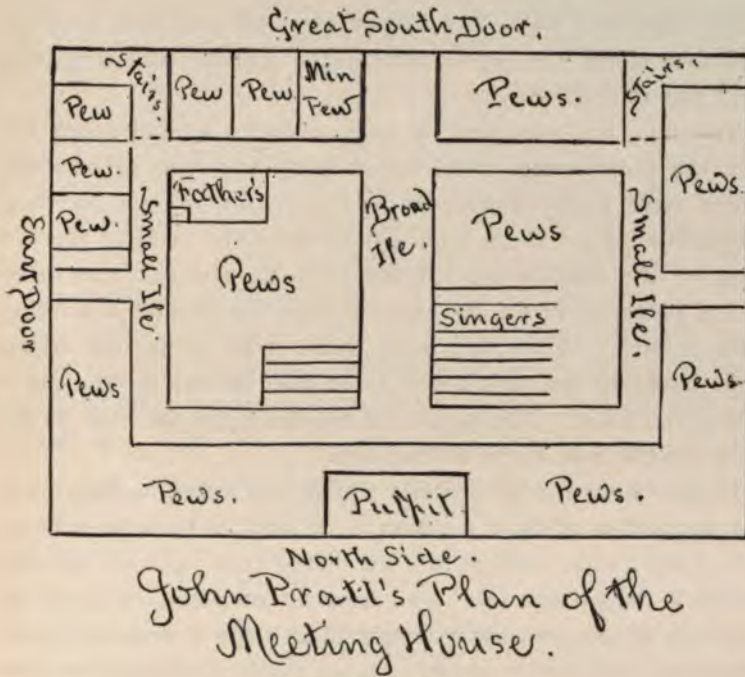 Great South Door.
Stairs.
Pew
Pew
Min
Pew
Pews.
Stairs.
Pew
Pew.
Pew.
Father's
Broad
Ile.
Pews
Pews.
East Door
Small Ile.
Pews
Singers
Small Ile.
Pews
Pews
Pews.
Pulpit
Pews.
North Side.
John Pratt's Plan of the
Meeting House.